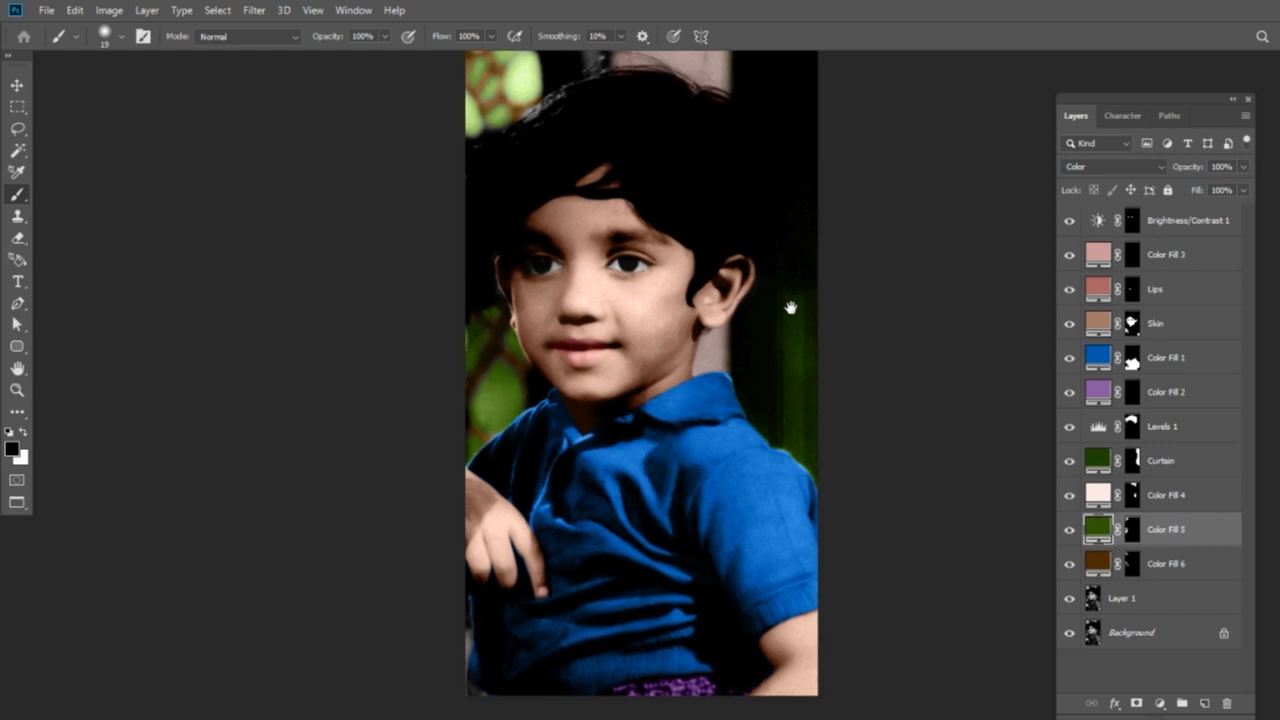 Ps File Edit Image Layer Type Select Filter 3D View Window Help
19 Mode: Normal Opacity: 100% Flow: 100% Smoothing: 10%
Layers Character Paths
Kind
Color Opacity: 100%
Lock: Fill: 100%
Brightness/Contrast 1
Color Fill 3
Lips
Skin
Color Fill 1
Color Fill 2
Levels 1
Curtain
Color Fill 4
Color Fill 5
Color Fill 6
Layer 1
Background
fx